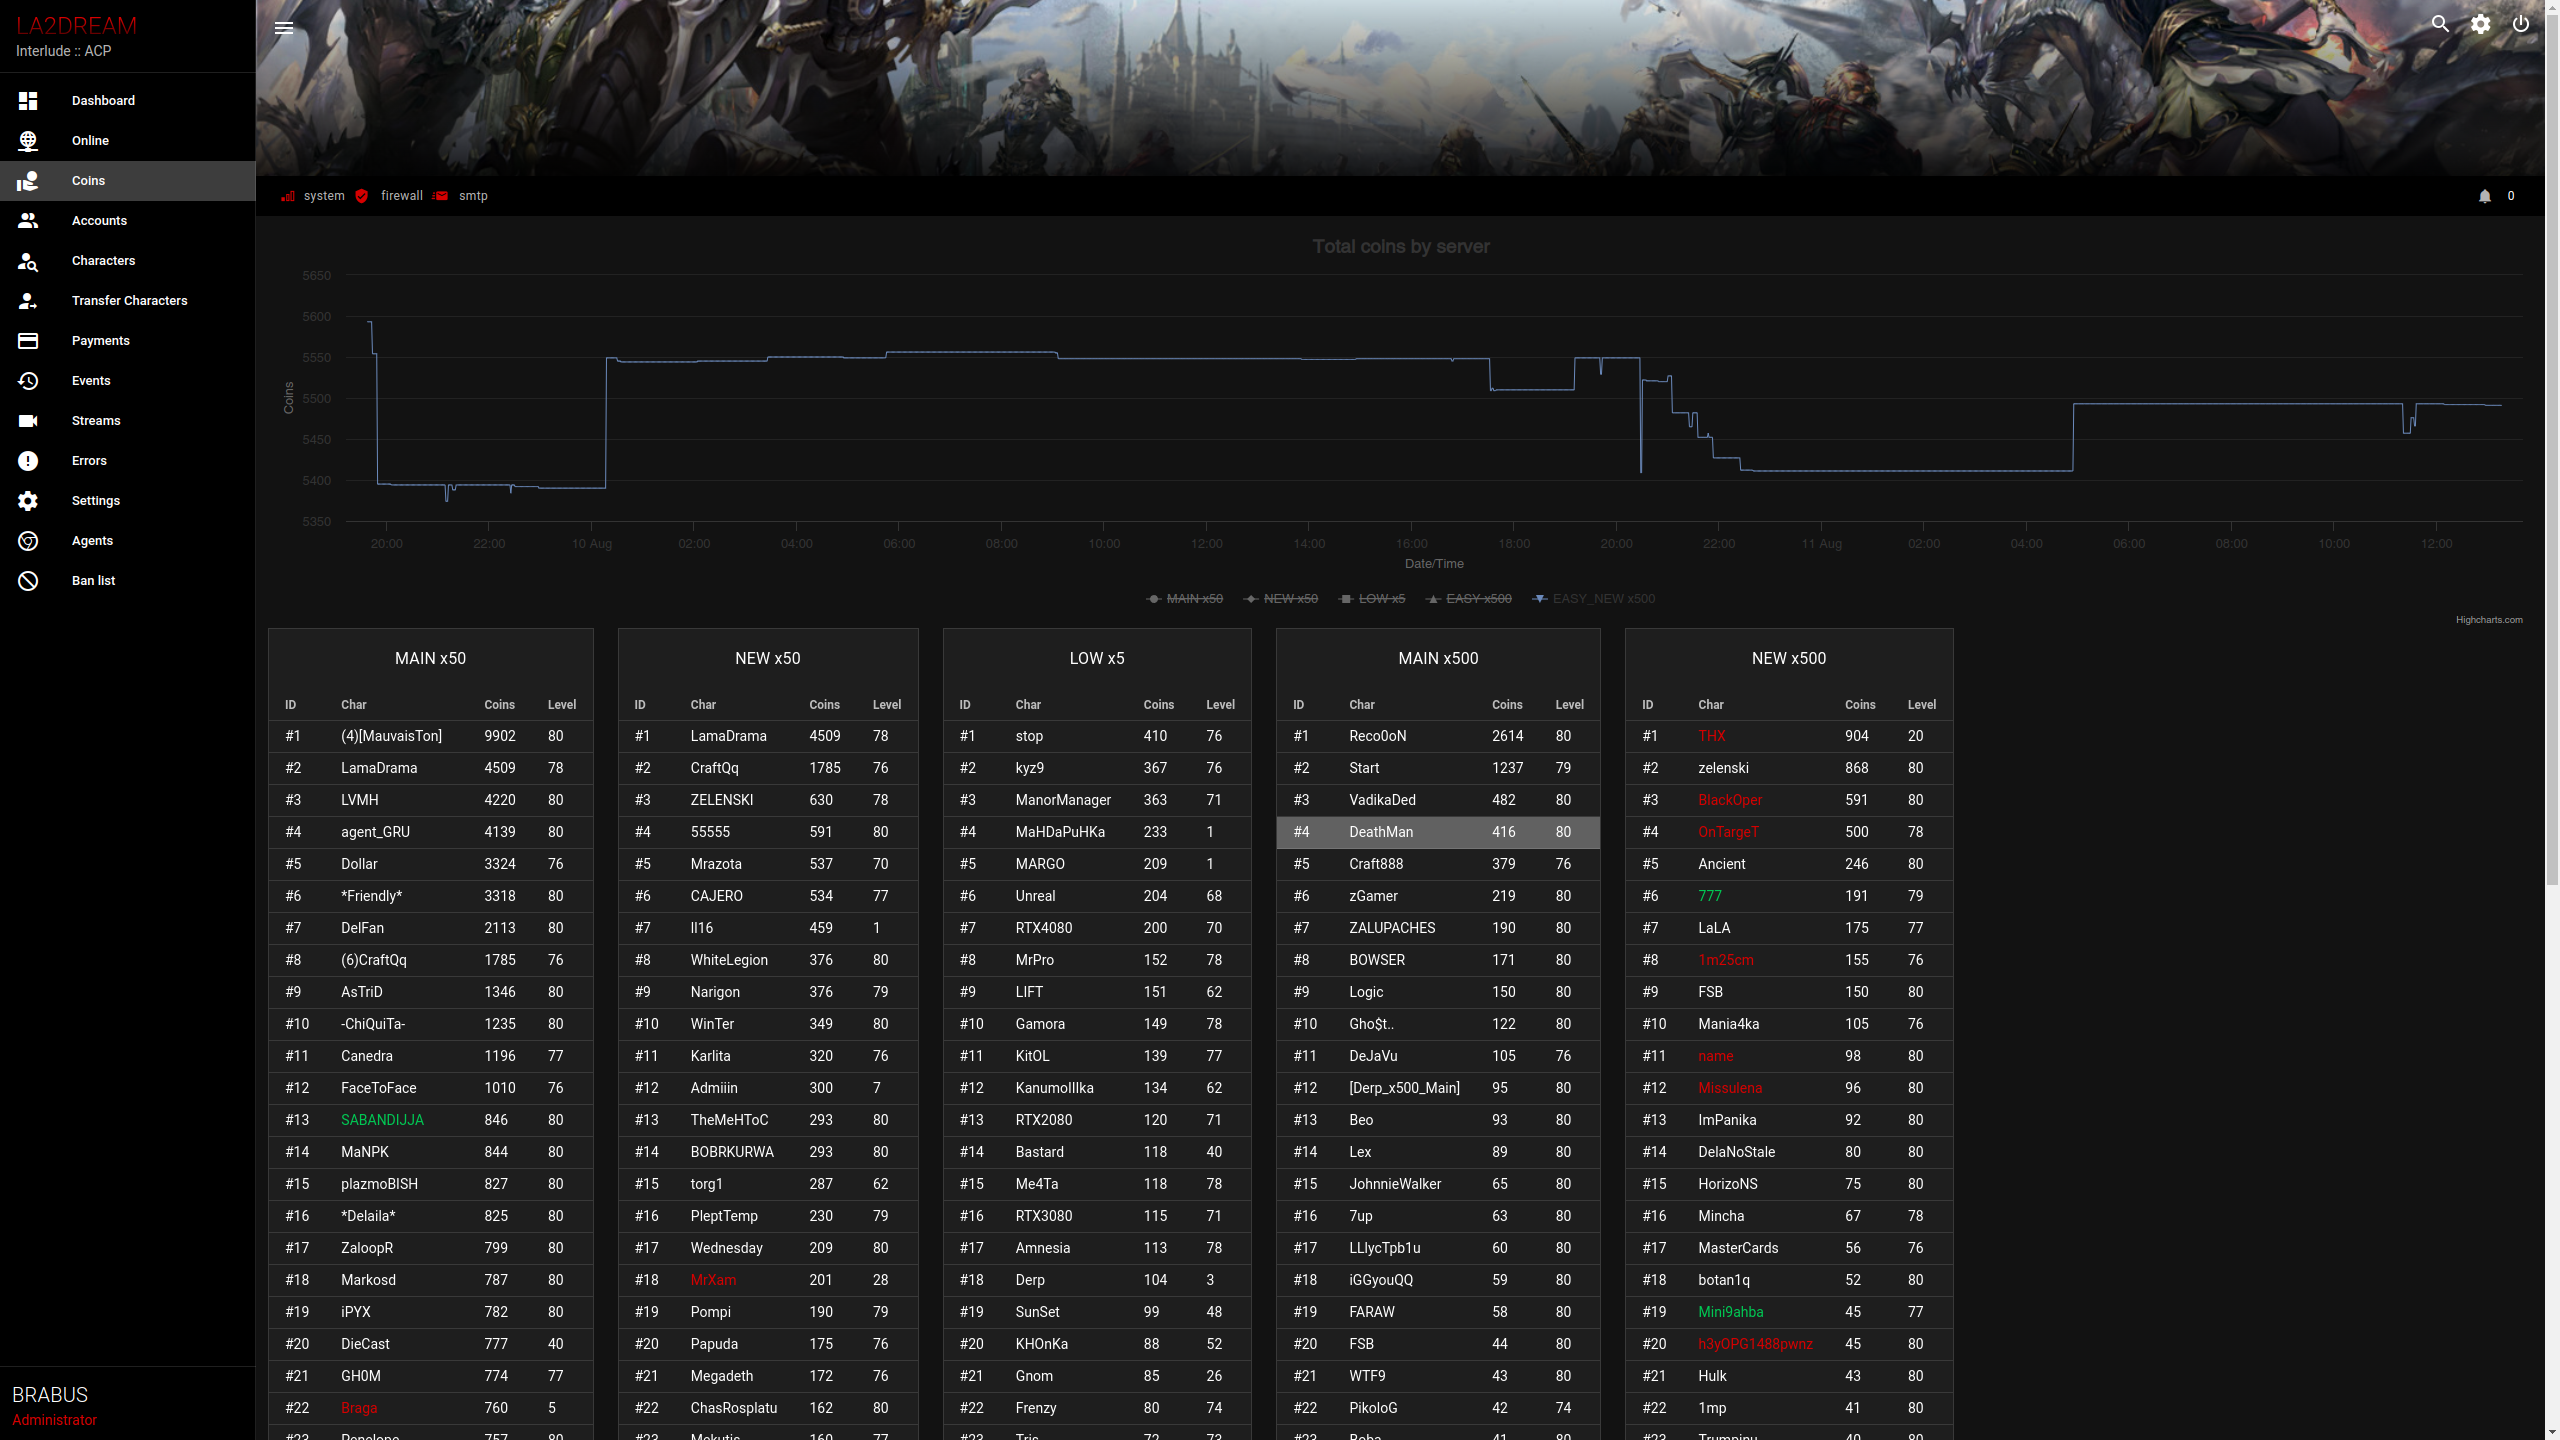 LA2DREAM
Interlude :: ACP
Dashboard
Online
Coins
Accounts
Characters
Transfer Characters
Payments
Events
Streams
Errors
Settings
Agents
Ban list
BRABUS
Administrator
system firewall smtp 0
Total coins by server
Coins
5650
5600
5550
5500
5450
5400
5350
20:00 22:00 10 Aug 02:00 04:00 06:00 08:00 10:00 12:00 14:00 16:00 18:00 20:00 22:00 11 Aug 02:00 04:00 06:00 08:00 10:00 12:00
Date/Time
MAIN x50 NEW x50 LOW x5 EASY x500 EASY_NEW x500
Highcharts.com
MAIN x50
ID Char Coins Level
#1 (4)[MauvaisTon] 9902 80
#2 LamaDrama 4509 78
#3 LVMH 4220 80
#4 agent_GRU 4139 80
#5 Dollar 3324 76
#6 *Friendly* 3318 80
#7 DelFan 2113 80
#8 (6)CraftQq 1785 76
#9 AsTriD 1346 80
#10 -ChiQuiTa- 1235 80
#11 Canedra 1196 77
#12 FaceToFace 1010 76
#13 SABANDIJJA 846 80
#14 MaNPK 844 80
#15 plazmoBISH 827 80
#16 *Delaila* 825 80
#17 ZaloopR 799 80
#18 Markosd 787 80
#19 iPYX 782 80
#20 DieCast 777 40
#21 GH0M 774 77
#22 Braga 760 5
#23 Penelope 757 80
NEW x50
ID Char Coins Level
#1 LamaDrama 4509 78
#2 CraftQq 1785 76
#3 ZELENSKI 630 78
#4 55555 591 80
#5 Mrazota 537 70
#6 CAJERO 534 77
#7 ll16 459 1
#8 WhiteLegion 376 80
#9 Narigon 376 79
#10 WinTer 349 80
#11 Karlita 320 76
#12 Admiiin 300 7
#13 TheMeHToC 293 80
#14 BOBRKURWA 293 80
#15 torg1 287 62
#16 PleptTemp 230 79
#17 Wednesday 209 80
#18 MrXam 201 28
#19 Pompi 190 79
#20 Papuda 175 76
#21 Megadeth 172 76
#22 ChasRosplatu 162 80
#23 Mokutis 160 77
LOW x5
ID Char Coins Level
#1 stop 410 76
#2 kyz9 367 76
#3 ManorManager 363 71
#4 MaHDaPuHKa 233 1
#5 MARGO 209 1
#6 Unreal 204 68
#7 RTX4080 200 70
#8 MrPro 152 78
#9 LIFT 151 62
#10 Gamora 149 78
#11 KitOL 139 77
#12 KanumoIIIka 134 62
#13 RTX2080 120 71
#14 Bastard 118 40
#15 Me4Ta 118 78
#16 RTX3080 115 71
#17 Amnesia 113 78
#18 Derp 104 3
#19 SunSet 99 48
#20 KHOnKa 88 52
#21 Gnom 85 26
#22 Frenzy 80 74
#23 Tris 72 73
MAIN x500
ID Char Coins Level
#1 Reco0oN 2614 80
#2 Start 1237 79
#3 VadikaDed 482 80
#4 DeathMan 416 80
#5 Craft888 379 76
#6 zGamer 219 80
#7 ZALUPACHES 190 80
#8 BOWSER 171 80
#9 Logic 150 80
#10 Gho$t.. 122 80
#11 DeJaVu 105 76
#12 [Derp_x500_Main] 95 80
#13 Beo 93 80
#14 Lex 89 80
#15 JohnnieWalker 65 80
#16 7up 63 80
#17 LLlycTpb1u 60 80
#18 iGGyouQQ 59 80
#19 FARAW 58 80
#20 FSB 44 80
#21 WTF9 43 80
#22 PikoloG 42 74
#23 41 80
NEW x500
ID Char Coins Level
#1 THX 904 20
#2 zelenski 868 80
#3 BlackOper 591 80
#4 OnTargeT 500 78
#5 Ancient 246 80
#6 777 191 79
#7 LaLA 175 77
#8 1m25cm 155 76
#9 FSB 150 80
#10 Mania4ka 105 76
#11 name 98 80
#12 Missulena 96 80
#13 ImPanika 92 80
#14 DelaNoStale 80 80
#15 HorizoNS 75 80
#16 Mincha 67 78
#17 MasterCards 56 76
#18 botan1q 52 80
#19 Mini9ahba 45 77
#20 h3yOPG1488pwnz 45 80
#21 Hulk 43 80
#22 1mp 41 80
#23 40 80